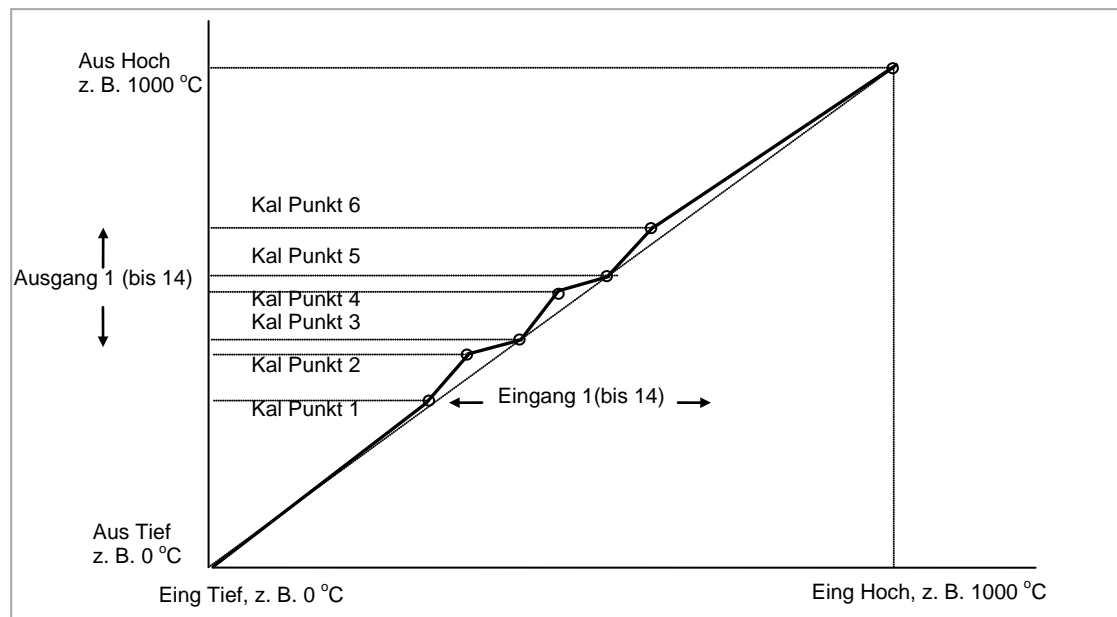 Aus Hoch
z. B. 1000 °C
Kal Punkt 6
Kal Punkt 5
Ausgang 1 (bis 14)
Kal Punkt 4
Kal Punkt 3
Kal Punkt 2
Eingang 1(bis 14)
Kal Punkt 1
Aus Tief
z. B. 0 °C
Eing Tief, z. B. 0 °C
Eing Hoch, z. B. 1000 °C